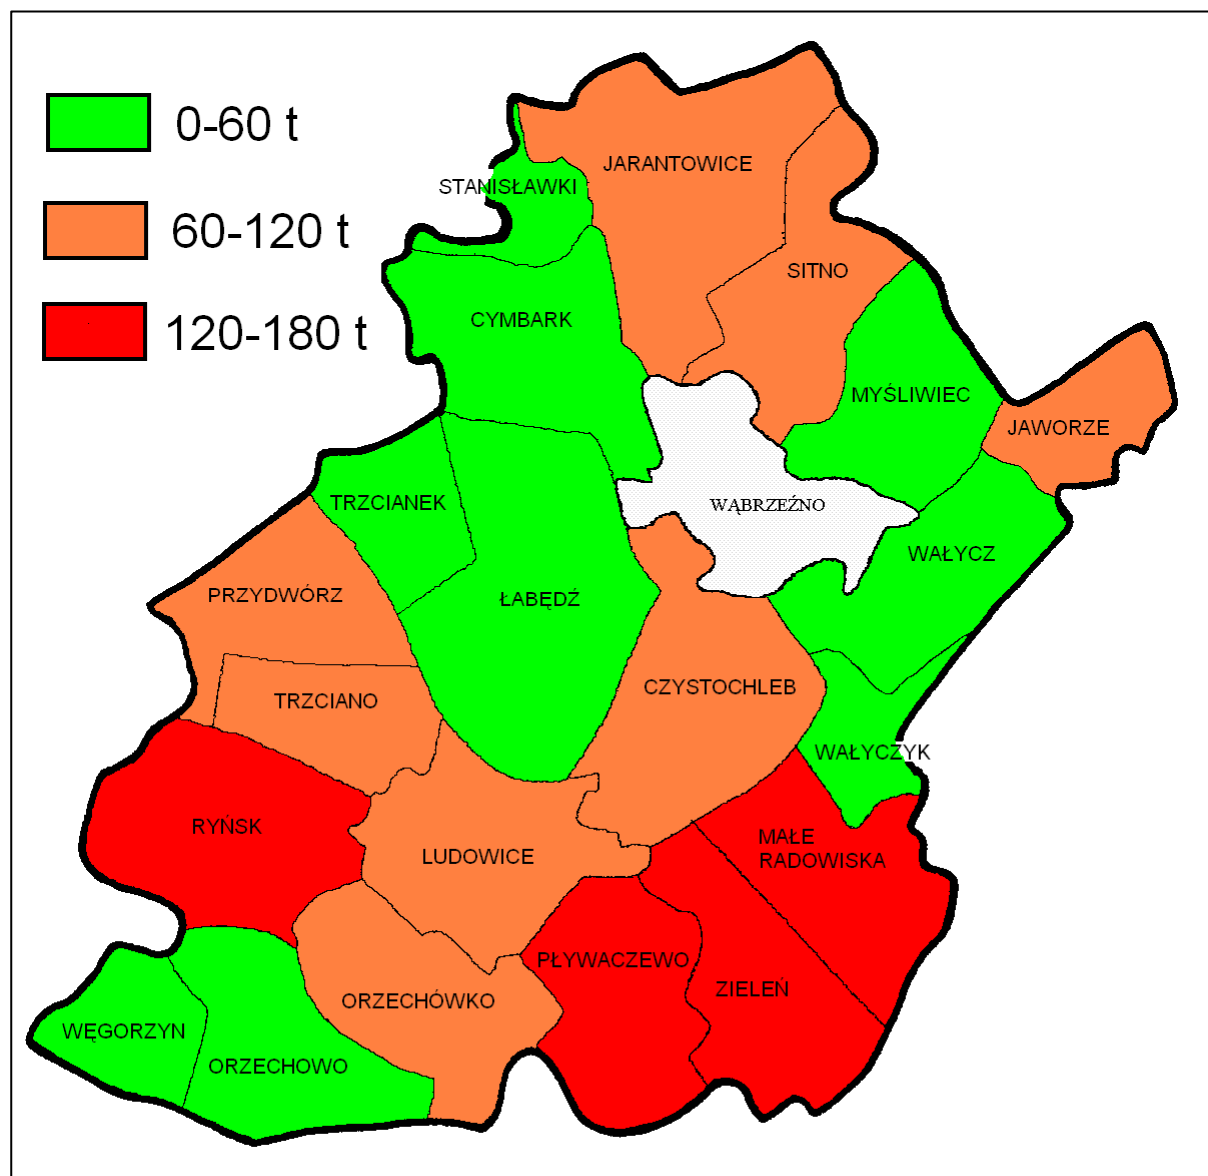 0-60 t
60-120 t
120-180 t
JARANTOWICE
STANISŁAWKI
SITNO
CYMBARK
MYŚLIWIEC
JAWORZE
TRZCIANEK
WĄBRZEŹNO
WAŁYCZ
PRZYDWÓRZ
ŁABĘDŹ
TRZCIANO
CZYSTOCHLEB
WAŁYCZYK
RYŃSK
LUDOWICE
MAŁE
RADOWISKA
PŁYWACZEWO
ZIELEŃ
ORZECHÓWKO
WĘGORZYN
ORZECHOWO